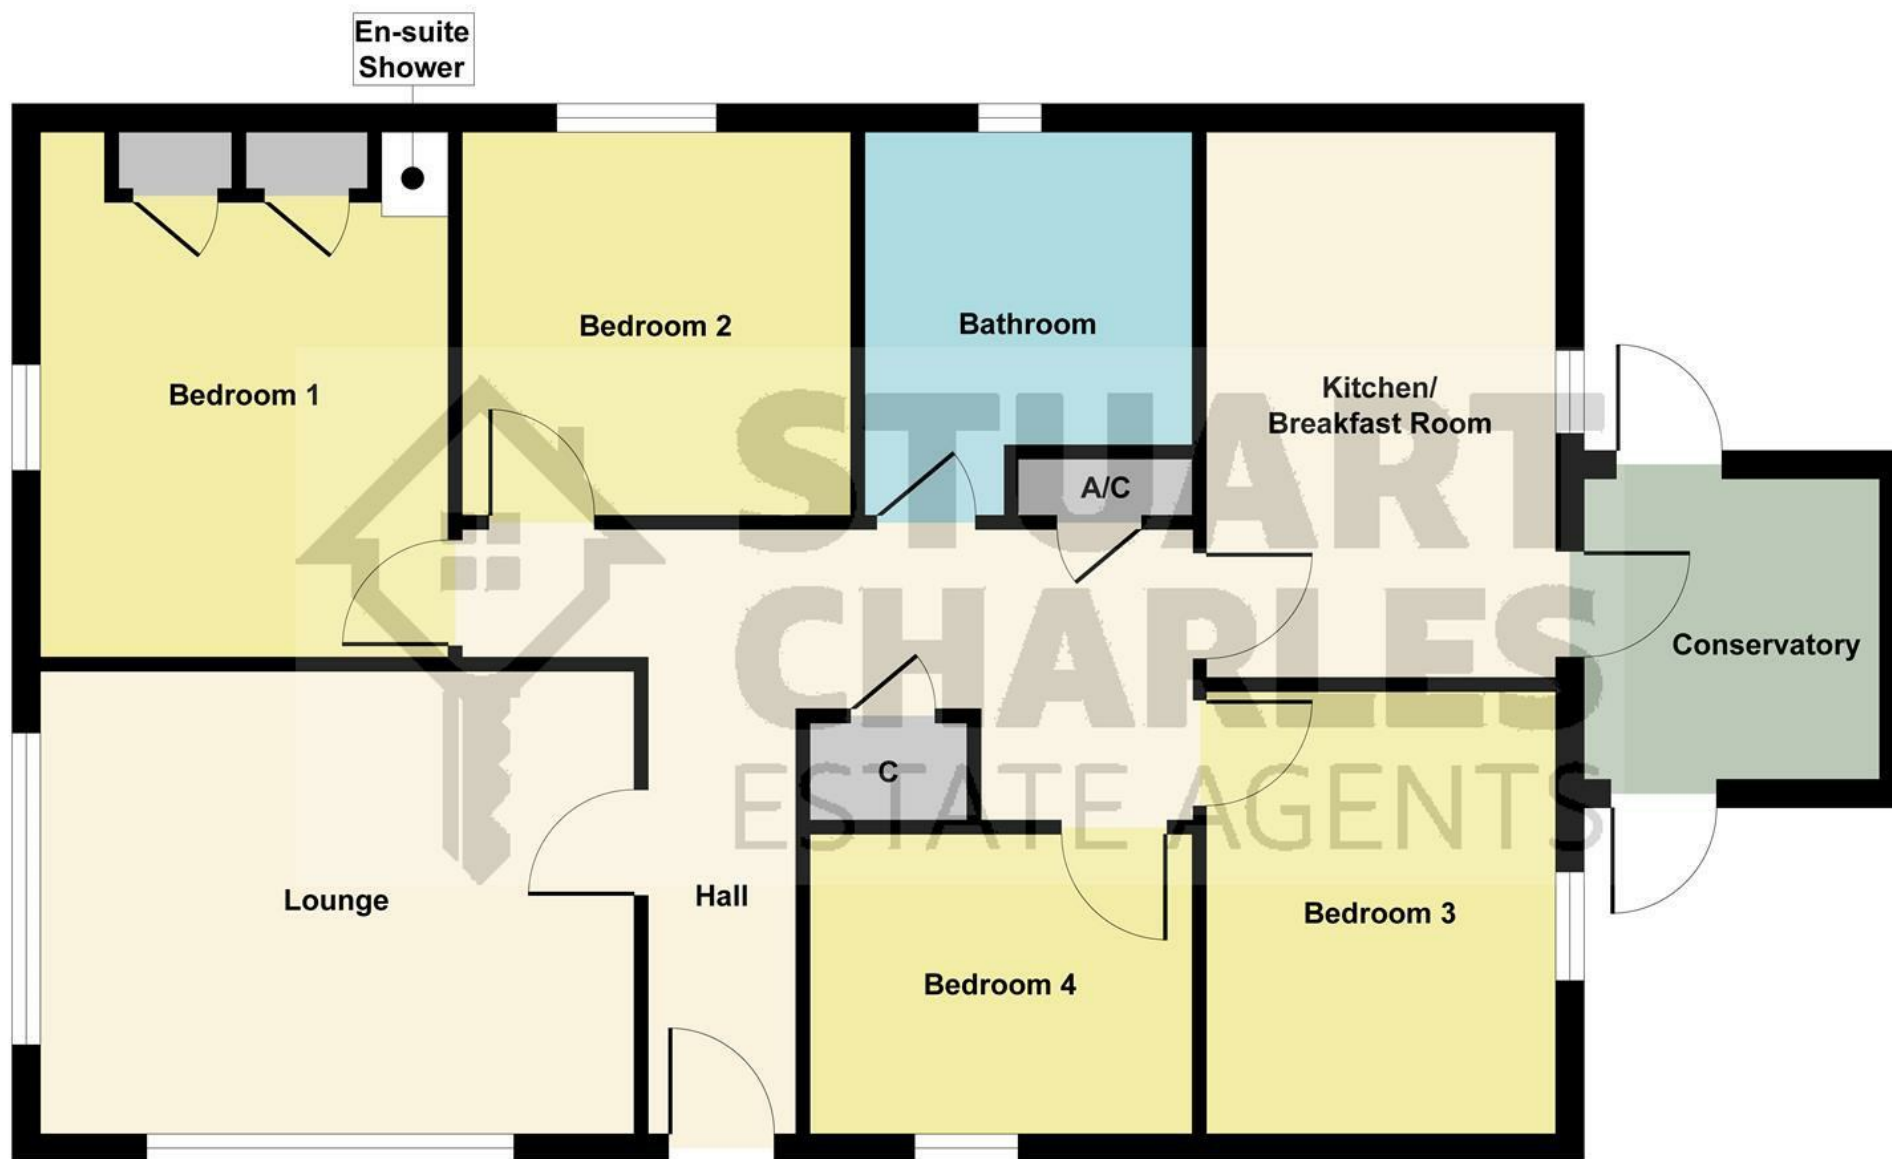 En-suite
Shower
Bedroom 1
Bedroom 2
Bathroom
Kitchen/
Breakfast Room
A/C
Conservatory
C
Lounge
Hall
Bedroom 4
Bedroom 3
STUART
CHARLES
ESTATE AGENTS